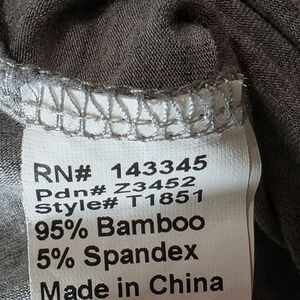 RN# 143345
Pdn# Z3452
Style# T1851
95% Bamboo
5% Spandex
Made in China